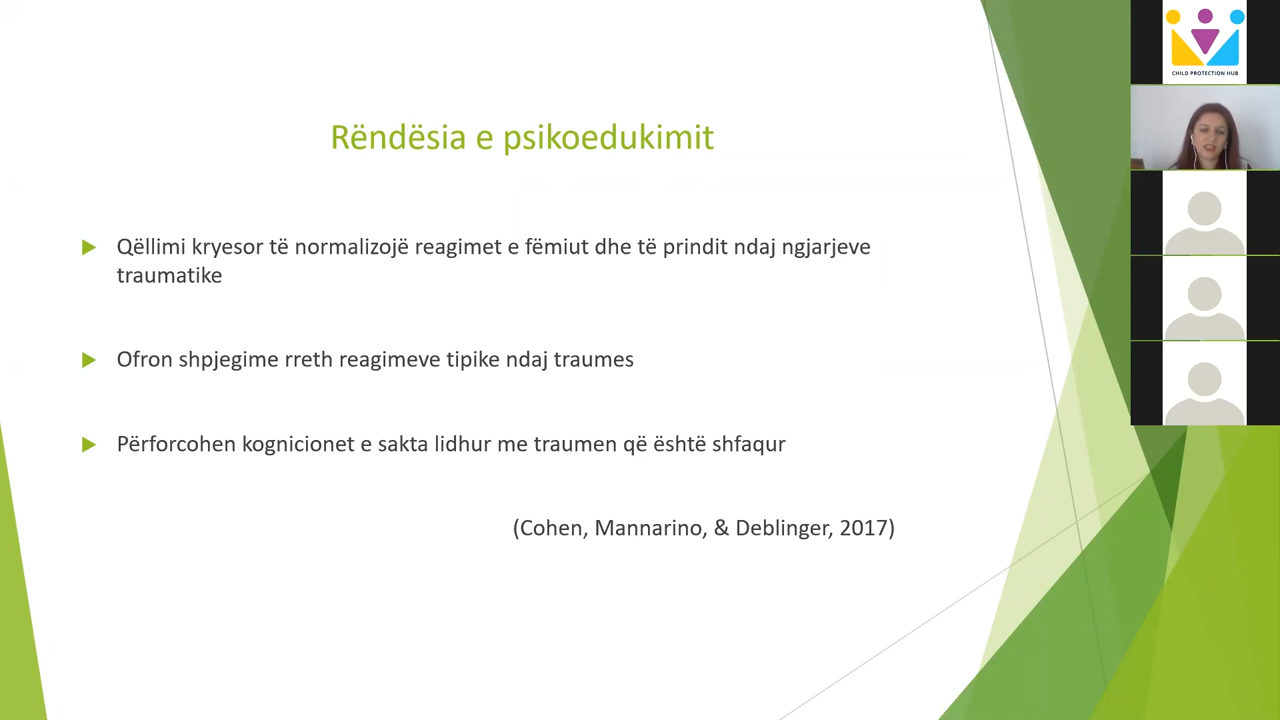 Rëndësia e psikoedukimit
Qëllimi kryesor të normalizojë reagimet e fëmiut dhe të prindit ndaj ngjarjeve
traumatike
Ofron shpjegime rreth reagimeve tipike ndaj traumes
Përforcohen kognicionet e sakta lidhur me traumen që është shfaqur
(Cohen, Mannarino, & Deblinger, 2017)
CHILD PROTECTION HUB